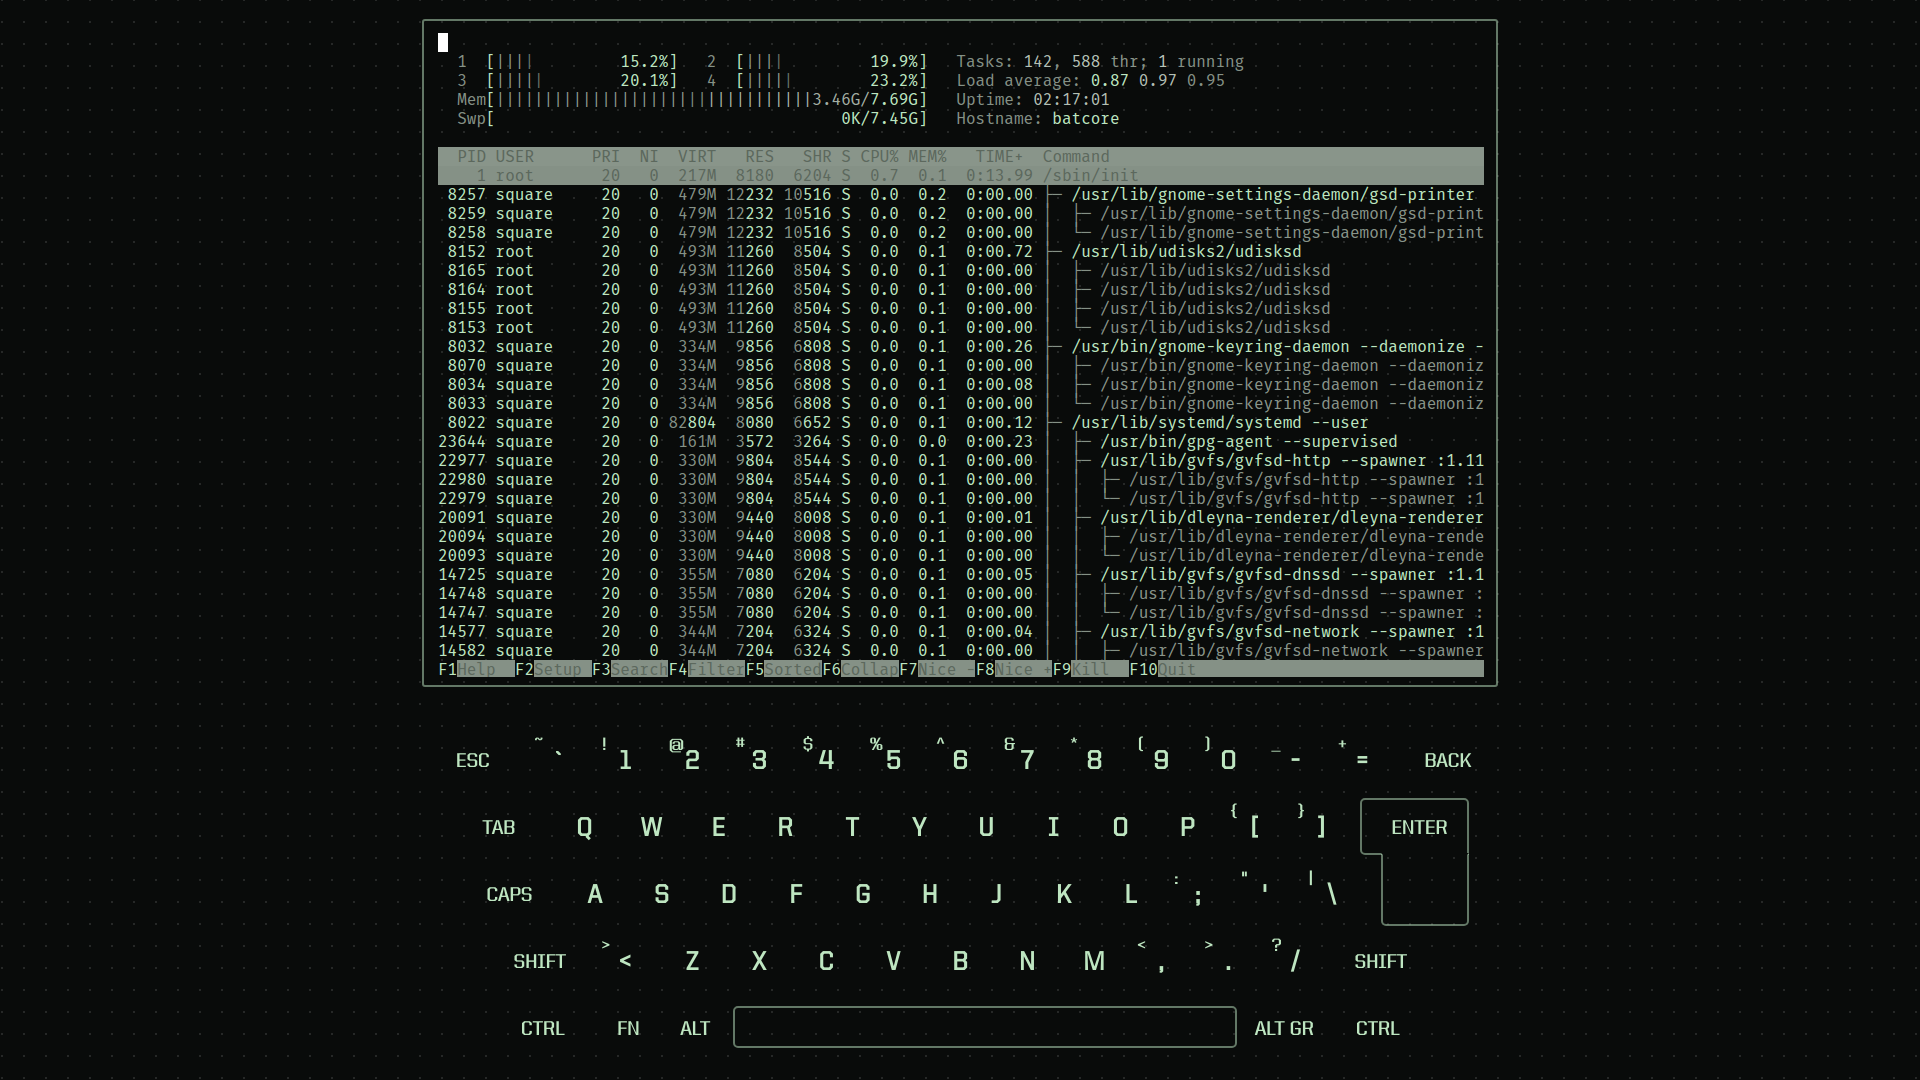 1 [|||| 15.2%] 2 [|||| 19.9%] Tasks: 142, 588 thr; 1 running
3 [||||| 20.1%] 4 [||||| 23.2%] Load average: 0.87 0.97 0.95
Mem[|||||||||||||||||||||||||||||||||3.46G/7.69G] Uptime: 02:17:01
Swp[ 0K/7.45G] Hostname: batcore
PID USER PRI NI VIRT RES SHR S CPU% MEM% TIME+ Command
1 root 20 0 217M 8180 6204 S 0.7 0.1 0:13.99 /sbin/init
8257 square 20 0 479M 12232 10516 S 0.0 0.2 0:00.00 ├─ /usr/lib/gnome-settings-daemon/gsd-printer
8259 square 20 0 479M 12232 10516 S 0.0 0.2 0:00.00 │ ├─ /usr/lib/gnome-settings-daemon/gsd-print
8258 square 20 0 479M 12232 10516 S 0.0 0.2 0:00.00 │ └─ /usr/lib/gnome-settings-daemon/gsd-print
8152 root 20 0 493M 11260 8504 S 0.0 0.1 0:00.72 ├─ /usr/lib/udisks2/udisksd
8165 root 20 0 493M 11260 8504 S 0.0 0.1 0:00.00 │ ├─ /usr/lib/udisks2/udisksd
8164 root 20 0 493M 11260 8504 S 0.0 0.1 0:00.00 │ ├─ /usr/lib/udisks2/udisksd
8155 root 20 0 493M 11260 8504 S 0.0 0.1 0:00.00 │ ├─ /usr/lib/udisks2/udisksd
8153 root 20 0 493M 11260 8504 S 0.0 0.1 0:00.00 │ └─ /usr/lib/udisks2/udisksd
8032 square 20 0 334M 9856 6808 S 0.0 0.1 0:00.26 ├─ /usr/bin/gnome-keyring-daemon --daemonize -
8070 square 20 0 334M 9856 6808 S 0.0 0.1 0:00.00 │ ├─ /usr/bin/gnome-keyring-daemon --daemoniz
8034 square 20 0 334M 9856 6808 S 0.0 0.1 0:00.08 │ ├─ /usr/bin/gnome-keyring-daemon --daemoniz
8033 square 20 0 334M 9856 6808 S 0.0 0.1 0:00.00 │ └─ /usr/bin/gnome-keyring-daemon --daemoniz
8022 square 20 0 82804 8080 6652 S 0.0 0.1 0:00.12 ├─ /usr/lib/systemd/systemd --user
23644 square 20 0 161M 3572 3264 S 0.0 0.0 0:00.23 │ ├─ /usr/bin/gpg-agent --supervised
22977 square 20 0 330M 9804 8544 S 0.0 0.1 0:00.00 │ ├─ /usr/lib/gvfs/gvfsd-http --spawner :1.11
22980 square 20 0 330M 9804 8544 S 0.0 0.1 0:00.00 │ │ ├─ /usr/lib/gvfs/gvfsd-http --spawner :1
22979 square 20 0 330M 9804 8544 S 0.0 0.1 0:00.00 │ │ └─ /usr/lib/gvfs/gvfsd-http --spawner :1
20091 square 20 0 330M 9440 8008 S 0.0 0.1 0:00.01 │ ├─ /usr/lib/dleyna-renderer/dleyna-renderer
20094 square 20 0 330M 9440 8008 S 0.0 0.1 0:00.00 │ │ ├─ /usr/lib/dleyna-renderer/dleyna-rende
20093 square 20 0 330M 9440 8008 S 0.0 0.1 0:00.00 │ │ └─ /usr/lib/dleyna-renderer/dleyna-rende
14725 square 20 0 355M 7080 6204 S 0.0 0.1 0:00.05 │ ├─ /usr/lib/gvfs/gvfsd-dnssd --spawner :1.1
14748 square 20 0 355M 7080 6204 S 0.0 0.1 0:00.00 │ │ ├─ /usr/lib/gvfs/gvfsd-dnssd --spawner :
14747 square 20 0 355M 7080 6204 S 0.0 0.1 0:00.00 │ │ └─ /usr/lib/gvfs/gvfsd-dnssd --spawner :
14577 square 20 0 344M 7204 6324 S 0.0 0.1 0:00.04 │ ├─ /usr/lib/gvfs/gvfsd-network --spawner :1
14582 square 20 0 344M 7204 6324 S 0.0 0.1 0:00.00 │ │ ├─ /usr/lib/gvfs/gvfsd-network --spawner
F1Help F2Setup F3SearchF4FilterF5SortedF6CollapF7Nice -F8Nice +F9Kill F10Quit
ESC ~ ` ! 1 @ 2 # 3 $ 4 % 5 ^ 6 & 7 * 8 ( 9 ) 0 _ - + = BACK
TAB Q W E R T Y U I O P { [ } ] ENTER
CAPS A S D F G H J K L : ; " ' | \
SHIFT > < Z X C V B N M < , > . ? / SHIFT
CTRL FN ALT ALT GR CTRL